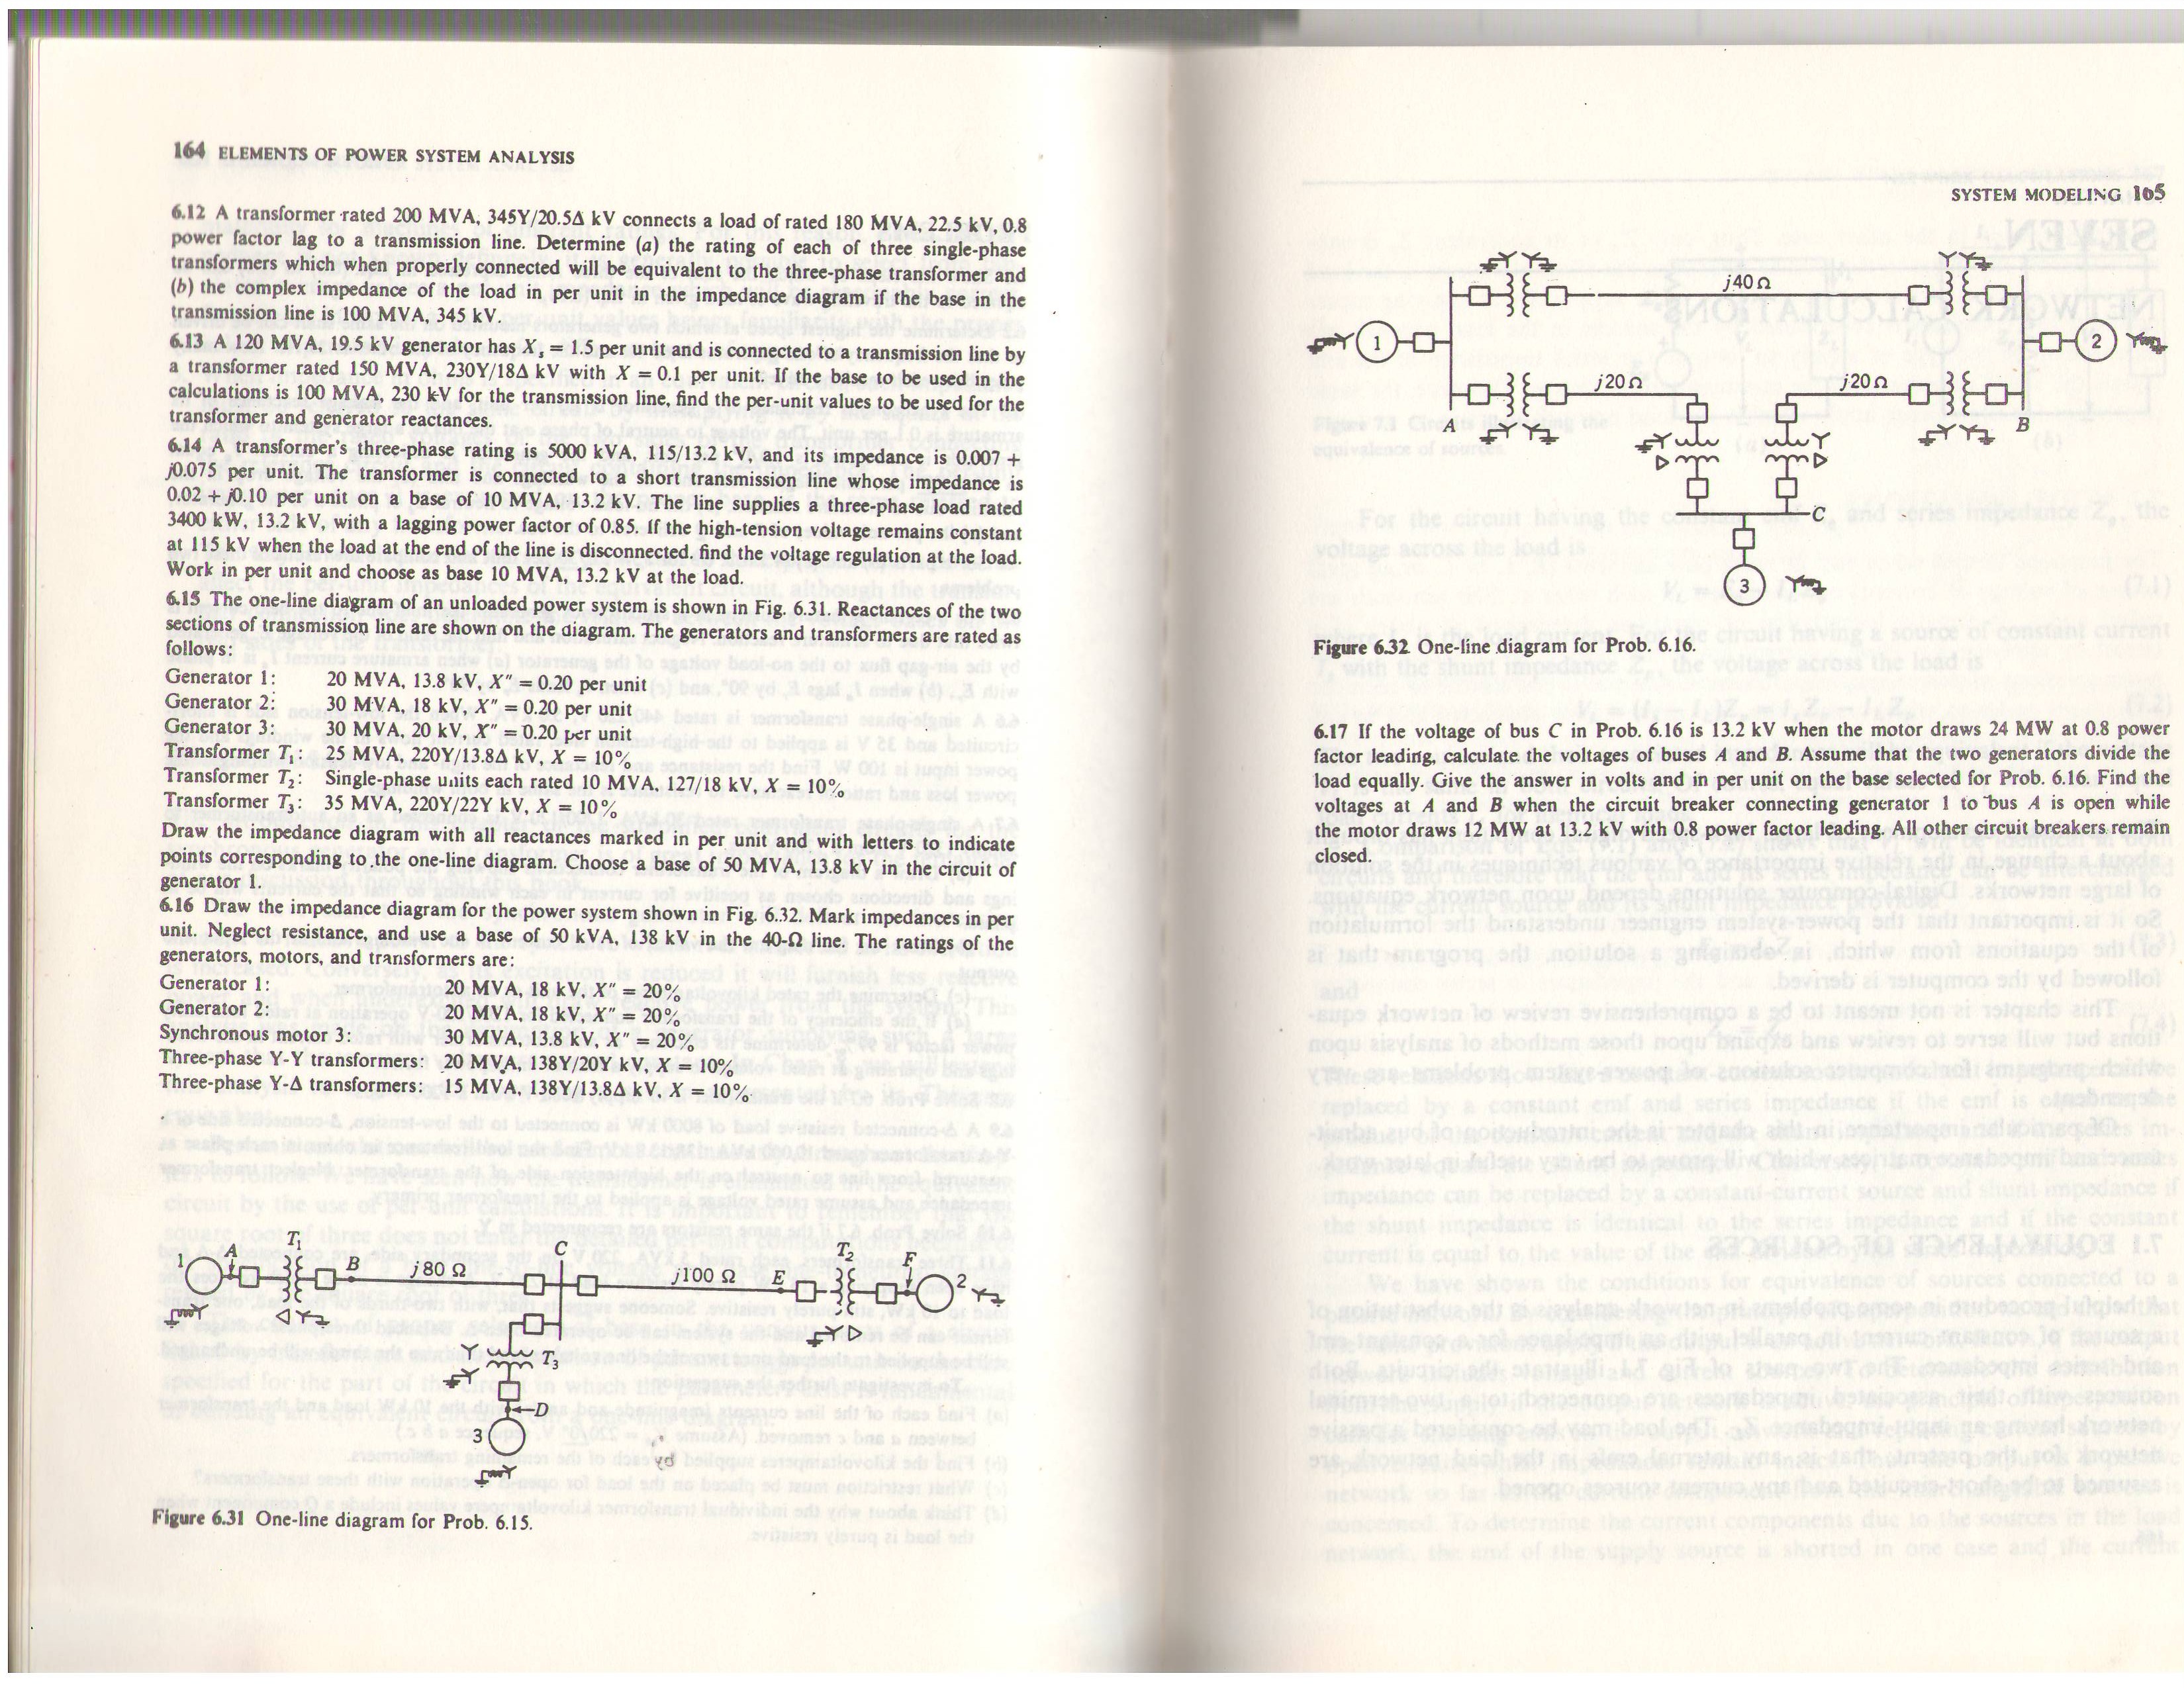 164 ELEMENTS OF POWER SYSTEM ANALYSIS
6.12 A transformer rated 200 MVA, 345Y/20.5Δ kV connects a load of rated 180 MVA, 22.5 kV, 0.8
power factor lag to a transmission line. Determine (a) the rating of each of three single-phase
transformers which when properly connected will be equivalent to the three-phase transformer and
(b) the complex impedance of the load in per unit in the impedance diagram if the base in the
transmission line is 100 MVA, 345 kV.
6.13 A 120 MVA, 19.5 kV generator has Xs = 1.5 per unit and is connected to a transmission line by
a transformer rated 150 MVA, 230Y/18Δ kV with X = 0.1 per unit. If the base to be used in the
calculations is 100 MVA, 230 kV for the transmission line, find the per-unit values to be used for the
transformer and generator reactances.
6.14 A transformer's three-phase rating is 5000 kVA, 115/13.2 kV, and its impedance is 0.007 +
j0.075 per unit. The transformer is connected to a short transmission line whose impedance is
0.02 + j0.10 per unit on a base of 10 MVA, 13.2 kV. The line supplies a three-phase load rated
3400 kW, 13.2 kV, with a lagging power factor of 0.85. If the high-tension voltage remains constant
at 115 kV when the load at the end of the line is disconnected. find the voltage regulation at the load.
Work in per unit and choose as base 10 MVA, 13.2 kV at the load.
6.15 The one-line diagram of an unloaded power system is shown in Fig. 6.31. Reactances of the two
sections of transmission line are shown on the diagram. The generators and transformers are rated as
follows:
Generator 1: 20 MVA, 13.8 kV, X″ = 0.20 per unit
Generator 2: 30 MVA, 18 kV, X″ = 0.20 per unit
Generator 3: 30 MVA, 20 kV, X″ = 0.20 per unit
Transformer T1: 25 MVA, 220Y/13.8Δ kV, X = 10%
Transformer T2: Single-phase units each rated 10 MVA, 127/18 kV, X = 10%
Transformer T3: 35 MVA, 220Y/22Y kV, X = 10%
Draw the impedance diagram with all reactances marked in per unit and with letters to indicate
points corresponding to the one-line diagram. Choose a base of 50 MVA, 13.8 kV in the circuit of
generator 1.
6.16 Draw the impedance diagram for the power system shown in Fig. 6.32. Mark impedances in per
unit. Neglect resistance, and use a base of 50 kVA, 138 kV in the 40-Ω line. The ratings of the
generators, motors, and transformers are:
Generator 1: 20 MVA, 18 kV, X″ = 20%
Generator 2: 20 MVA, 18 kV, X″ = 20%
Synchronous motor 3: 30 MVA, 13.8 kV, X″ = 20%
Three-phase Y-Y transformers: 20 MVA, 138Y/20Y kV, X = 10%
Three-phase Y-Δ transformers: 15 MVA, 138Y/13.8Δ kV, X = 10%
1 A T1 B j80 Ω C j100 Ω E T2 F 2
T3
D
3
Figure 6.31 One-line diagram for Prob. 6.15.
SYSTEM MODELING 165
j40 Ω
1 2
j20 Ω j20 Ω
A B
C
3
Figure 6.32 One-line diagram for Prob. 6.16.
6.17 If the voltage of bus C in Prob. 6.16 is 13.2 kV when the motor draws 24 MW at 0.8 power
factor leading, calculate the voltages of buses A and B. Assume that the two generators divide the
load equally. Give the answer in volts and in per unit on the base selected for Prob. 6.16. Find the
voltages at A and B when the circuit breaker connecting generator 1 to bus A is open while
the motor draws 12 MW at 13.2 kV with 0.8 power factor leading. All other circuit breakers remain
closed.